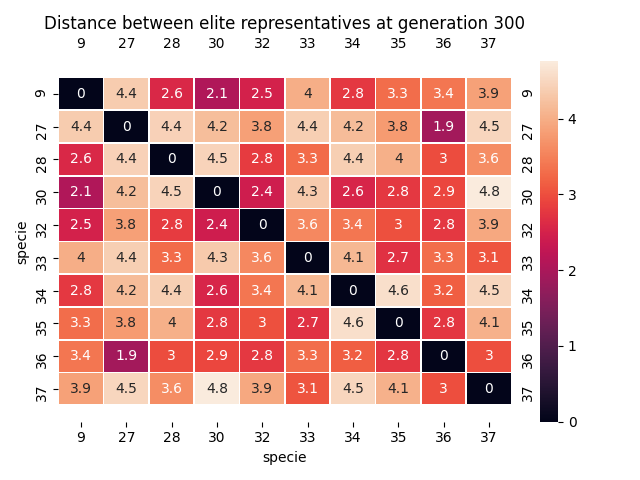 Distance between elite representatives at generation 300
9 27 28 30 32 33 34 35 36 37
9 0 4.4 2.6 2.1 2.5 4 2.8 3.3 3.4 3.9 9
27 4.4 0 4.4 4.2 3.8 4.4 4.2 3.8 1.9 4.5 27
28 2.6 4.4 0 4.5 2.8 3.3 4.4 4 3 3.6 28
30 2.1 4.2 4.5 0 2.4 4.3 2.6 2.8 2.9 4.8 30
32 2.5 3.8 2.8 2.4 0 3.6 3.4 3 2.8 3.9 32
33 4 4.4 3.3 4.3 3.6 0 4.1 2.7 3.3 3.1 33
34 2.8 4.2 4.4 2.6 3.4 4.1 0 4.6 3.2 4.5 34
35 3.3 3.8 4 2.8 3 2.7 4.6 0 2.8 4.1 35
36 3.4 1.9 3 2.9 2.8 3.3 3.2 2.8 0 3 36
37 3.9 4.5 3.6 4.8 3.9 3.1 4.5 4.1 3 0 37
9 27 28 30 32 33 34 35 36 37
specie
specie
4
3
2
1
0